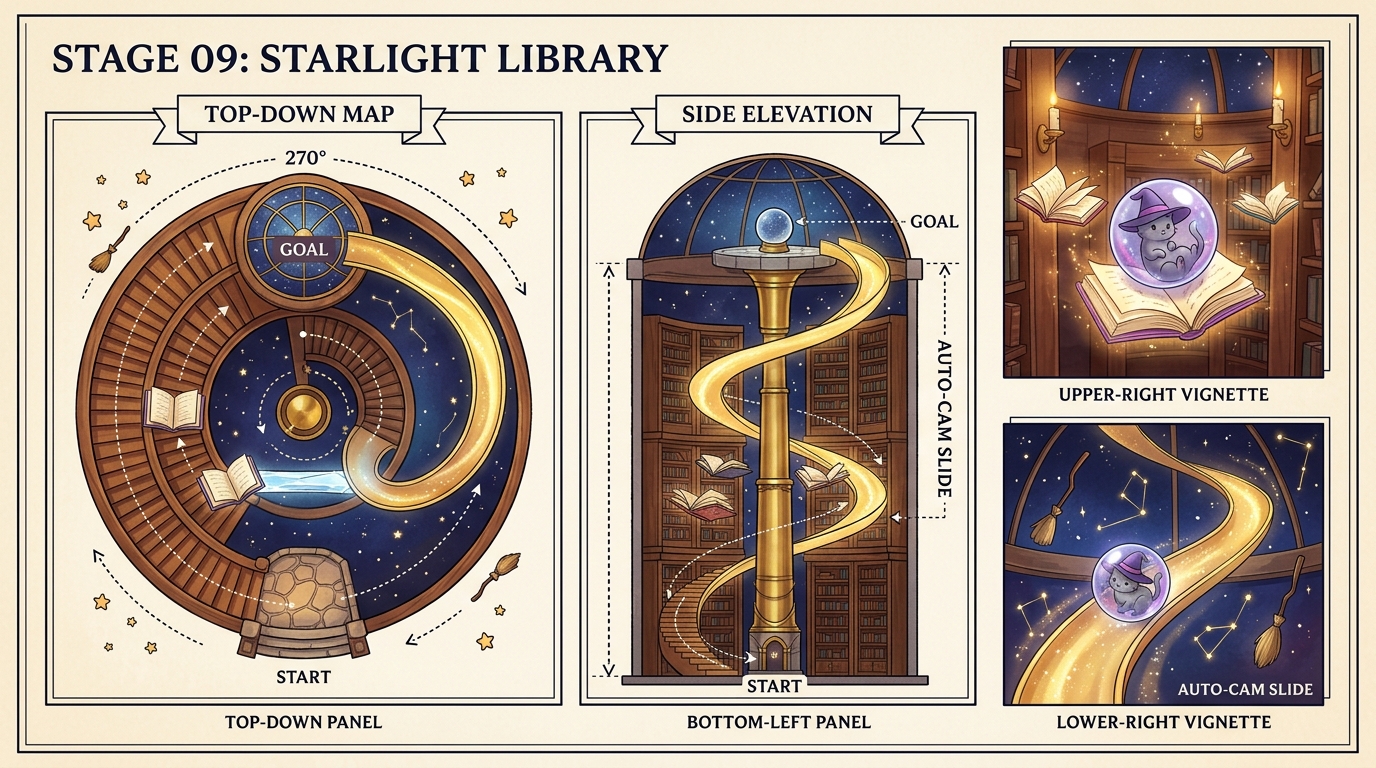 STAGE 09: STARLIGHT LIBRARY
TOP-DOWN MAP
270°
GOAL
START
TOP-DOWN PANEL
SIDE ELEVATION
GOAL
AUTO-CAM SLIDE
START
BOTTOM-LEFT PANEL
UPPER-RIGHT VIGNETTE
AUTO-CAM SLIDE
LOWER-RIGHT VIGNETTE